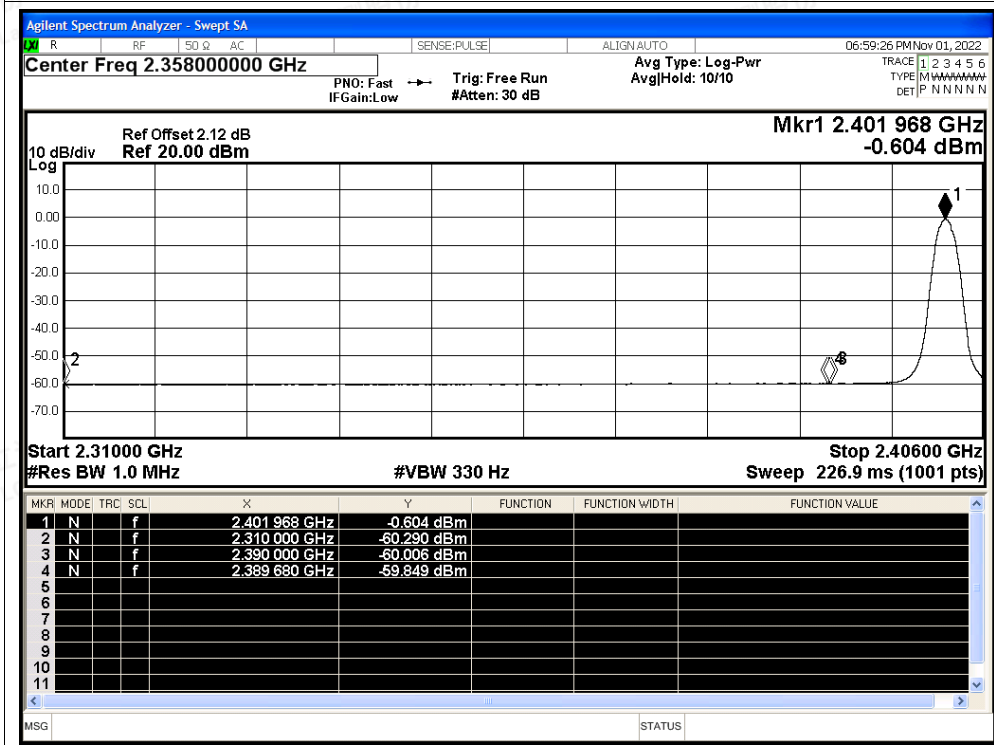 Agilent Spectrum Analyzer - Swept SA
LXI R RF 50 Ω AC SENSE:PULSE ALIGN AUTO 06:59:26 PM Nov 01, 2022
Center Freq 2.358000000 GHz
PNO: Fast
IFGain:Low
Trig: Free Run
#Atten: 30 dB
Avg Type: Log-Pwr
Avg|Hold: 10/10
TRACE 1 2 3 4 5 6
TYPE M
DET P N N N N N
Mkr1 2.401 968 GHz
-0.604 dBm
Ref Offset 2.12 dB
10 dB/div Ref 20.00 dBm
Log
10.0
0.00
-10.0
-20.0
-30.0
-40.0
-50.0
-60.0
-70.0
1
2
Start 2.31000 GHz Stop 2.40600 GHz
#Res BW 1.0 MHz #VBW 330 Hz Sweep 226.9 ms (1001 pts)
MKR MODE TRC SCL X Y FUNCTION FUNCTION WIDTH FUNCTION VALUE
1 N f 2.401 968 GHz -0.604 dBm
2 N f 2.310 000 GHz -60.290 dBm
3 N f 2.390 000 GHz -60.006 dBm
4 N f 2.389 680 GHz -59.849 dBm
5
6
7
8
9
10
11
MSG STATUS